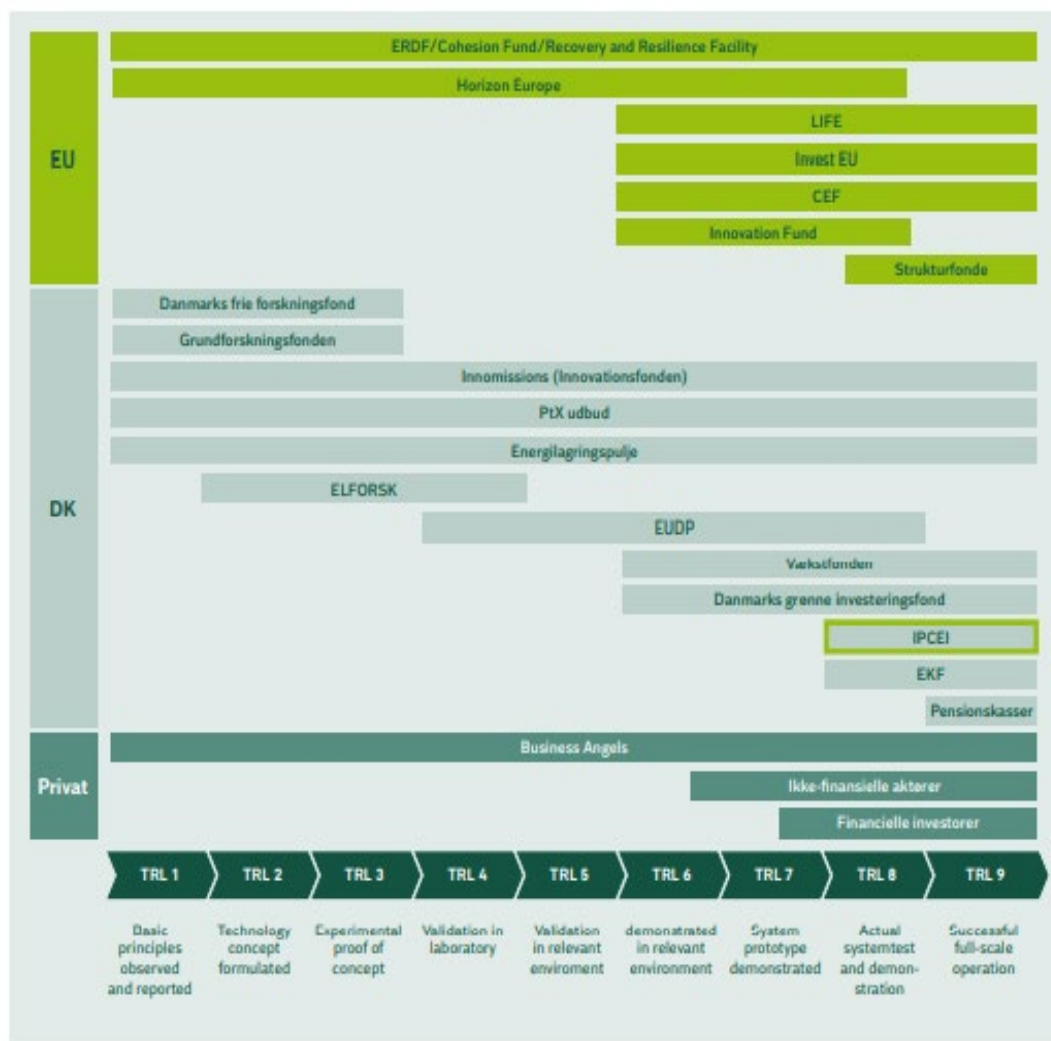 EU
ERDF/Cohesion Fund/Recovery and Resilience Facility
Horizon Europe
LIFE
Invest EU
CEF
Innovation Fund
Strukturfonde
DK
Danmarks frie forskningsfond
Grundforskningsfonden
Innomissions (Innovationsfonden)
PtX udbud
Energilagringspulje
ELFORSK
EUDP
Vækstfonden
Danmarks grønne investeringsfond
IPCEI
EKF
Pensionskasser
Privat
Business Angels
Ikke-finansielle aktører
Financielle investorer
TRL 1
TRL 2
TRL 3
TRL 4
TRL 5
TRL 6
TRL 7
TRL 8
TRL 9
Basic
principles
observed
and reported
Technology
concept
formulated
Experimental
proof of
concept
Validation in
laboratory
Validation
in relevant
enviroment
demonstrated
in relevant
environment
System
prototype
demonstrated
Actual
systemtest
and demon-
stration
Successful
full-scale
operation